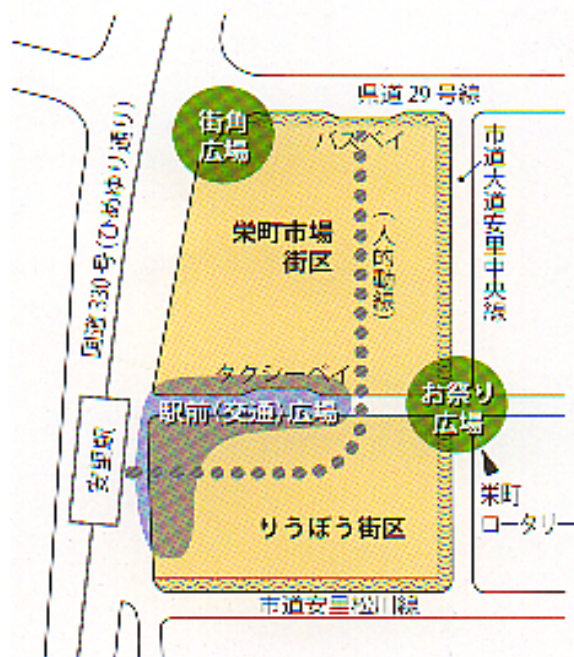 県道29号線
街角
広場
バスベイ
市道大道安里中央線
国道330号(ひめゆり通り)
栄町市場
街区
(人的動線)
タクシーベイ
駅前(交通)広場
お祭り
広場
安里駅
栄町
ロータリー
りうぼう街区
市道安里松川線